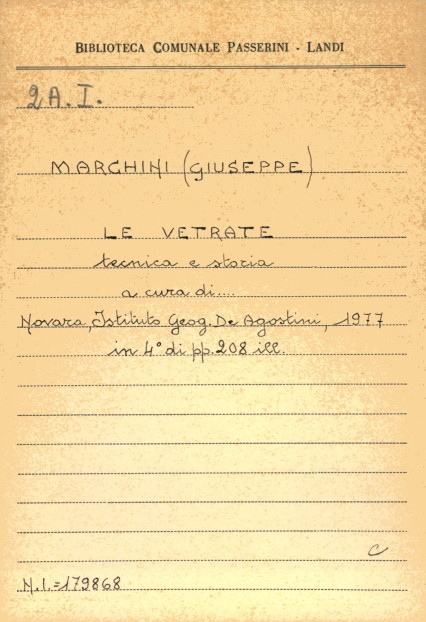 BIBLIOTECA COMUNALE PASSERINI - LANDI
2A.I.
MARCHINI (GIUSEPPE)
LE VETRATE
tecnica e storia
a cura di....
Novara, Istituto Geog. De Agostini, 1977
in 4° di pp. 208 ill.
C
N.I.=179868